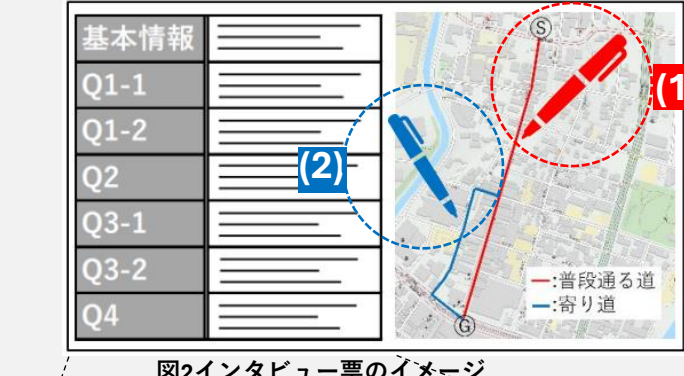 基本情報
Q1-1
Q1-2
Q2
Q3-1
Q3-2
Q4
(2)
S
(1
ー:普段通る道
ー:寄り道
G
図2インタビュー票のイメージ